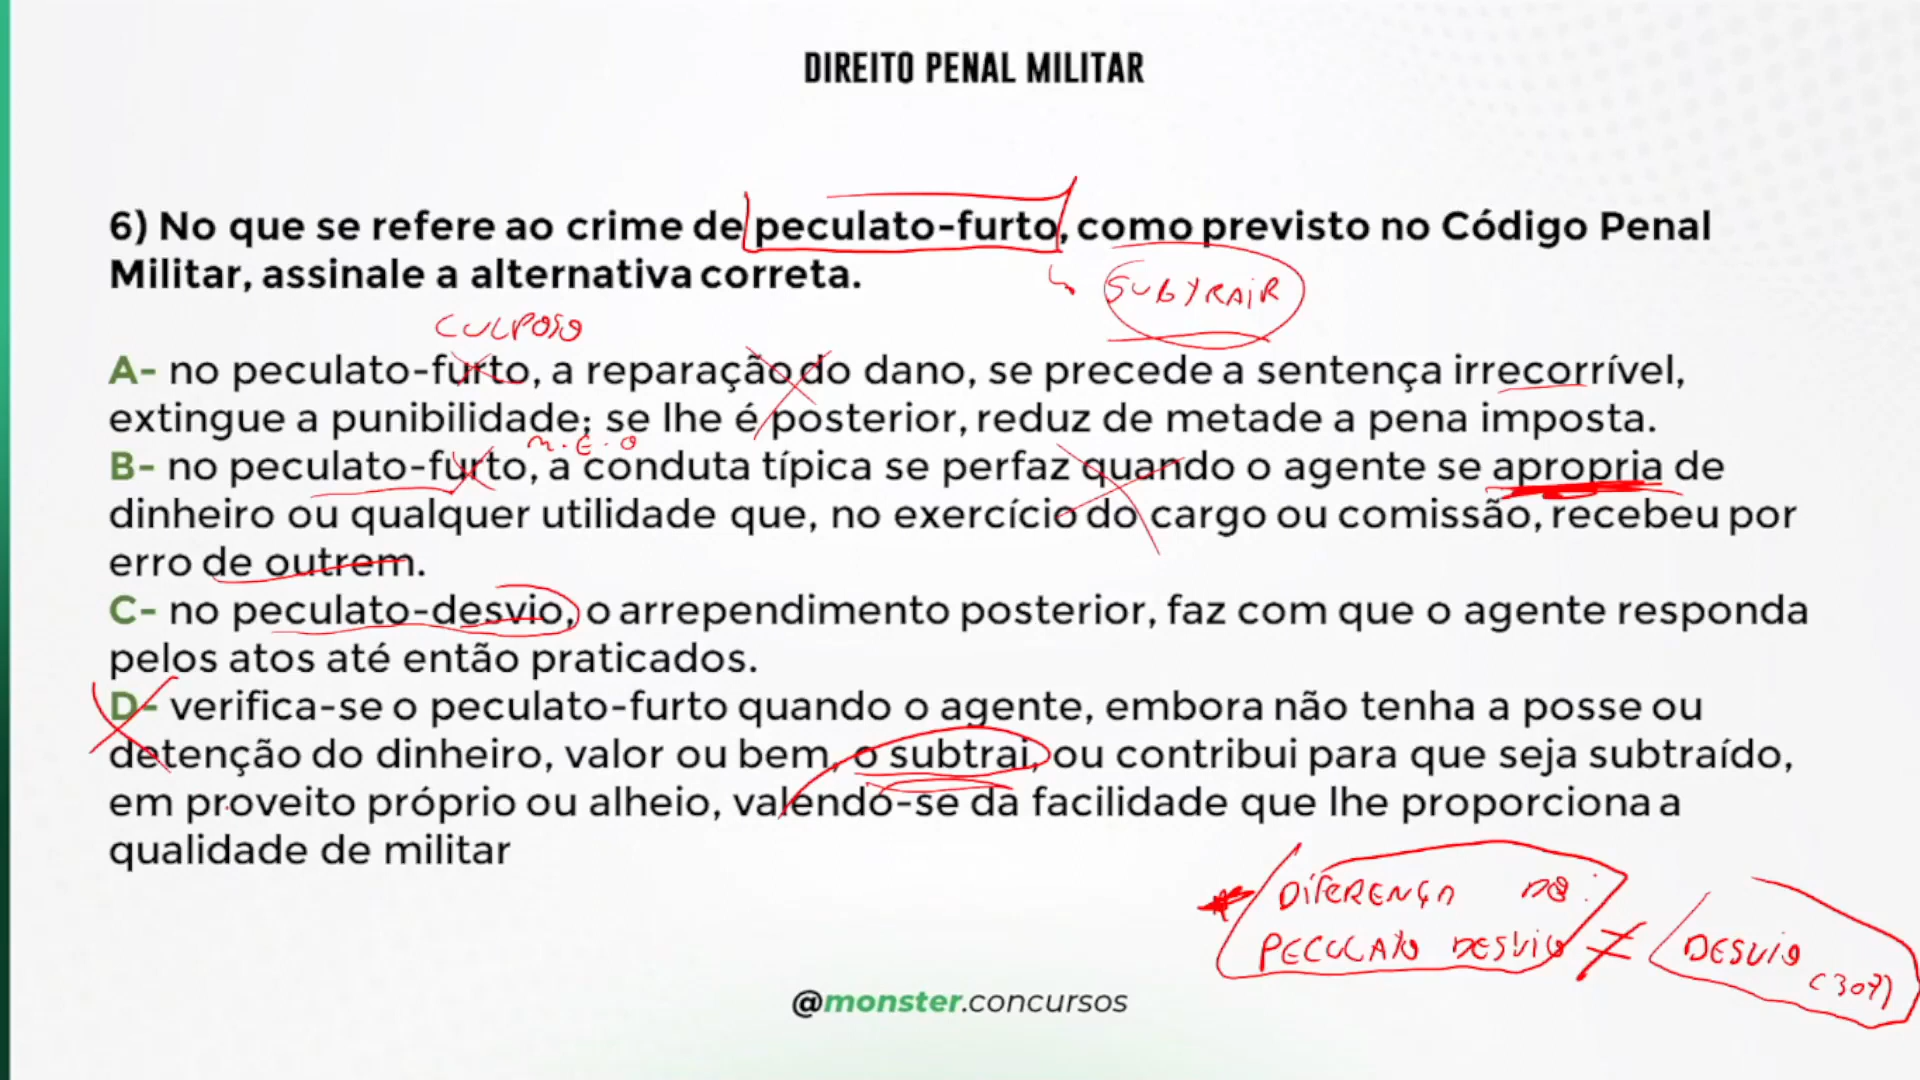 DIREITO PENAL MILITAR
6) No que se refere ao crime de peculato-furto, como previsto no Código Penal
Militar, assinale a alternativa correta.
SUBTRAIR
CULPOSO
A- no peculato-furto, a reparação do dano, se precede a sentença irrecorrível,
extingue a punibilidade; se lhe é posterior, reduz de metade a pena imposta.
M.E.O
B- no peculato-furto, a conduta típica se perfaz quando o agente se apropria de
dinheiro ou qualquer utilidade que, no exercício do cargo ou comissão, recebeu por
erro de outrem.
C- no peculato-desvio, o arrependimento posterior, faz com que o agente responda
pelos atos até então praticados.
D- verifica-se o peculato-furto quando o agente, embora não tenha a posse ou
detenção do dinheiro, valor ou bem, o subtrai, ou contribui para que seja subtraído,
em proveito próprio ou alheio, valendo-se da facilidade que lhe proporciona a
qualidade de militar
DIFERENÇA DO:
PECULATO DESVIO ≠ DESVIO
(307)
@monster.concursos